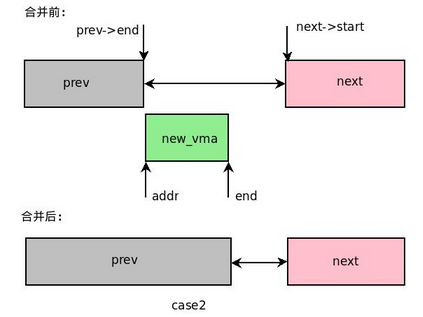 合并前:
prev->end
next->start
prev
next
new_vma
addr
end
合并后:
prev
next
case2